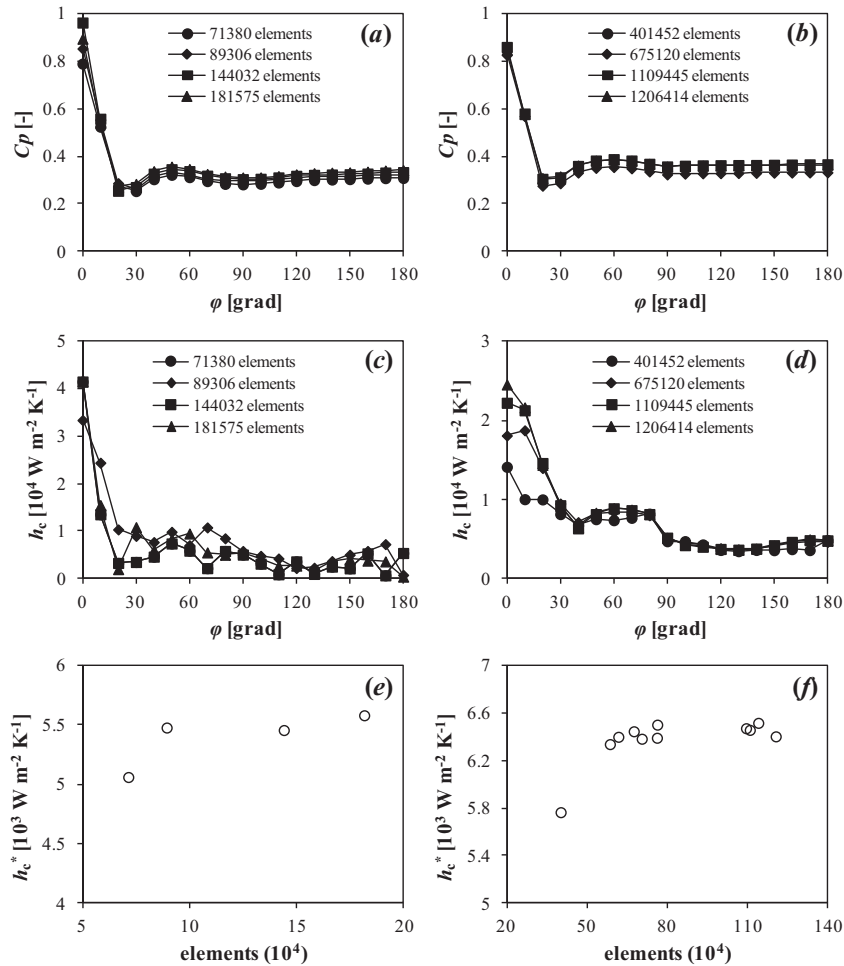 (a)
71380 elements
89306 elements
144032 elements
181575 elements
Cp [-]
1
0.8
0.6
0.4
0.2
0
0 30 60 90 120 150 180
φ [grad]
(b)
401452 elements
675120 elements
1109445 elements
1206414 elements
Cp [-]
1
0.8
0.6
0.4
0.2
0
0 30 60 90 120 150 180
φ [grad]
(c)
71380 elements
89306 elements
144032 elements
181575 elements
hc [10⁴ W m⁻² K⁻¹]
5
4
3
2
1
0
0 30 60 90 120 150 180
φ [grad]
(d)
401452 elements
675120 elements
1109445 elements
1206414 elements
hc [10⁴ W m⁻² K⁻¹]
3
2
1
0
0 30 60 90 120 150 180
φ [grad]
(e)
hc* [10³ W m⁻² K⁻¹]
6
5.5
5
4.5
4
5 10 15 20
elements (10⁴)
(f)
hc* [10³ W m⁻² K⁻¹]
7
6.6
6.2
5.8
5.4
5
20 50 80 110 140
elements (10⁴)